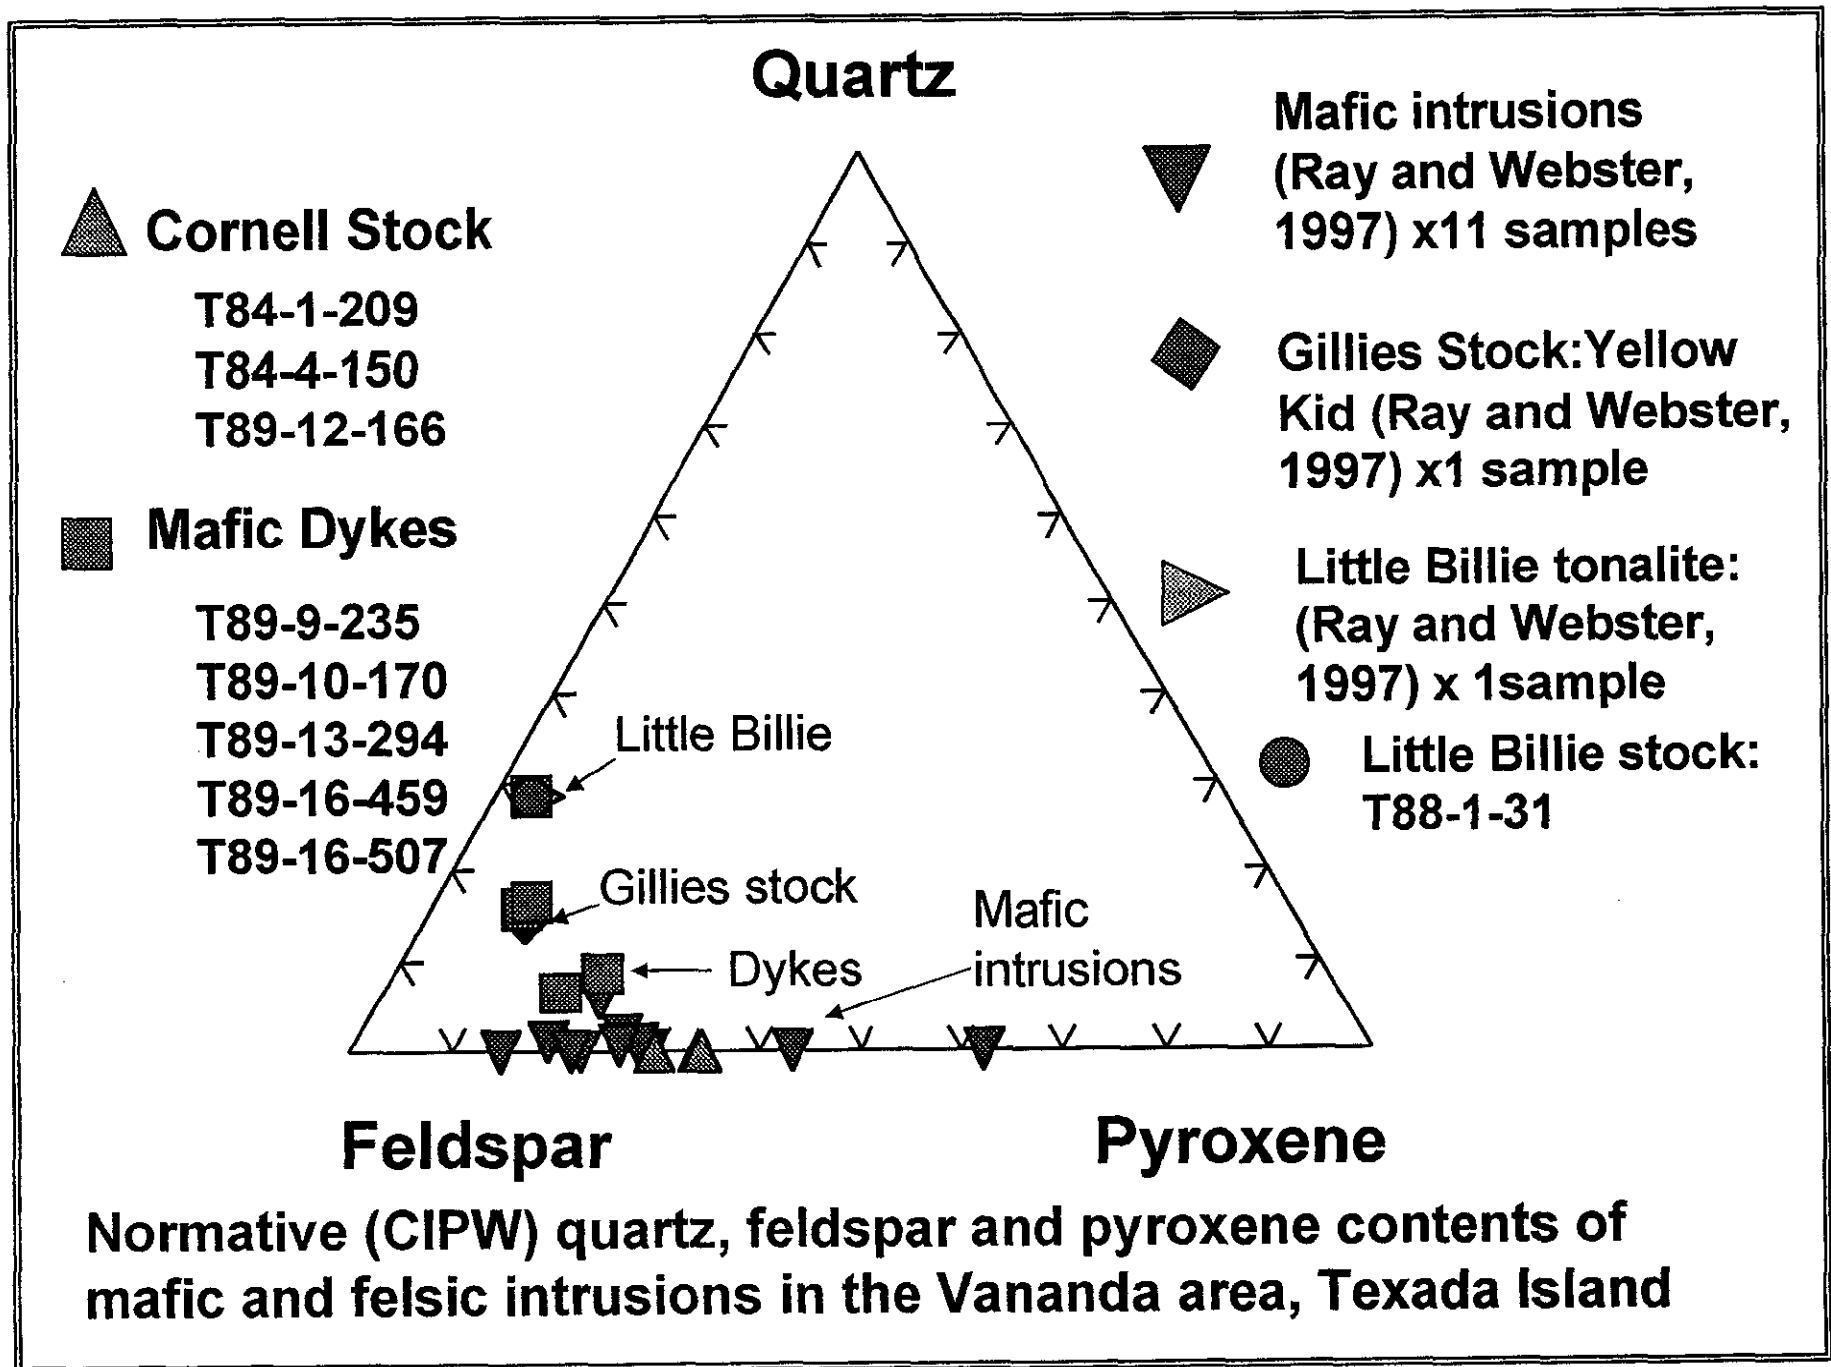 Quartz
Cornell Stock
T84-1-209
T84-4-150
T89-12-166
Mafic Dykes
T89-9-235
T89-10-170
T89-13-294
T89-16-459
T89-16-507
Mafic intrusions
(Ray and Webster,
1997) x11 samples
Gillies Stock:Yellow
Kid (Ray and Webster,
1997) x1 sample
Little Billie tonalite:
(Ray and Webster,
1997) x 1sample
Little Billie stock:
T88-1-31
Little Billie
Gillies stock
Dykes
Mafic
intrusions
Feldspar
Pyroxene
Normative (CIPW) quartz, feldspar and pyroxene contents of
mafic and felsic intrusions in the Vananda area, Texada Island